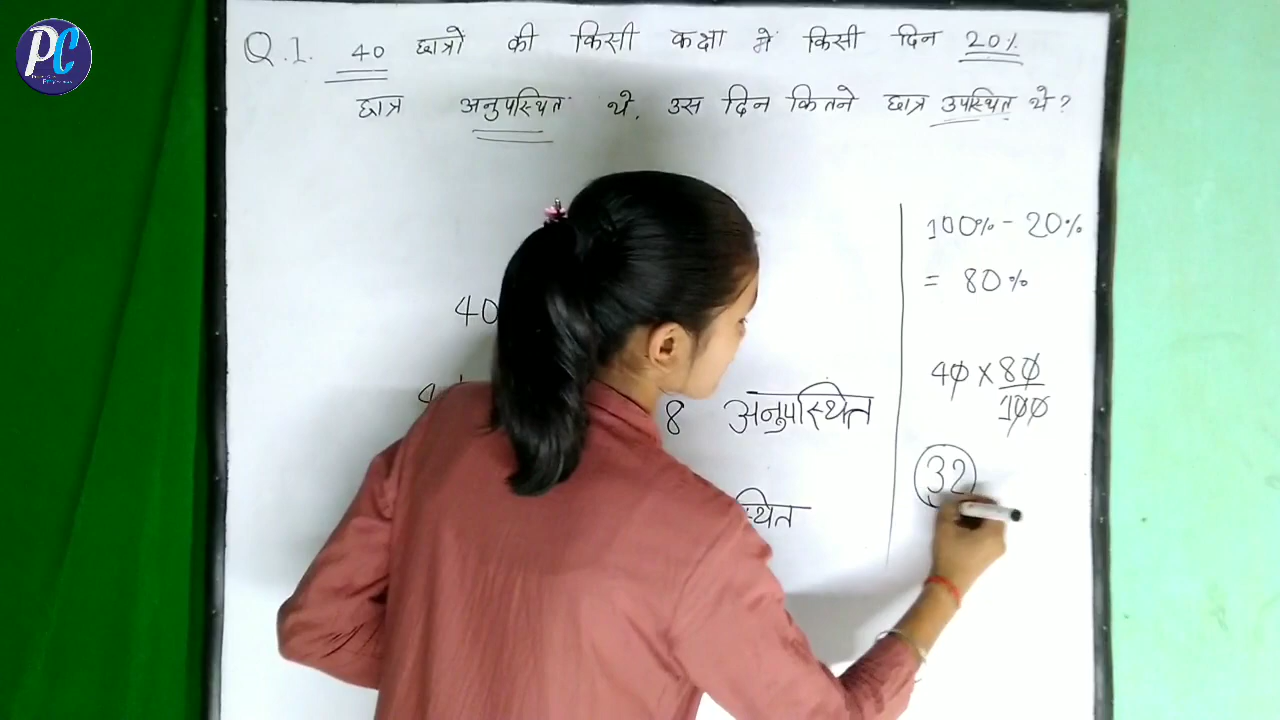 PC
Q.1. 40 छात्रों की किसी कक्षा में किसी दिन 20%
छात्र अनुपस्थित थे, उस दिन कितने छात्र उपस्थित थे?
40
8 अनुपस्थित
स्थित
100% - 20%
= 80%
40 x 80/100
32